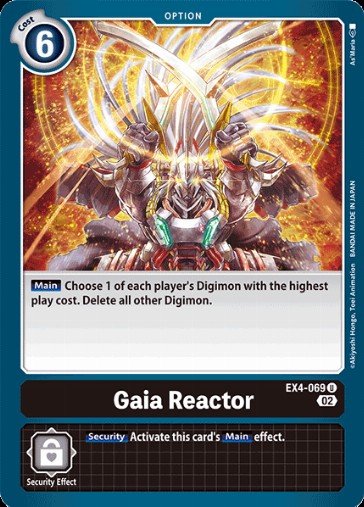 Cost
6
OPTION
As'Maria
Main Choose 1 of each player's Digimon with the highest
play cost. Delete all other Digimon.
©Akiyoshi Hongo, Toei Animation BANDAI MADE IN JAPAN
EX4-069 U
Gaia Reactor
02
Security Activate this card's Main effect.
Security Effect